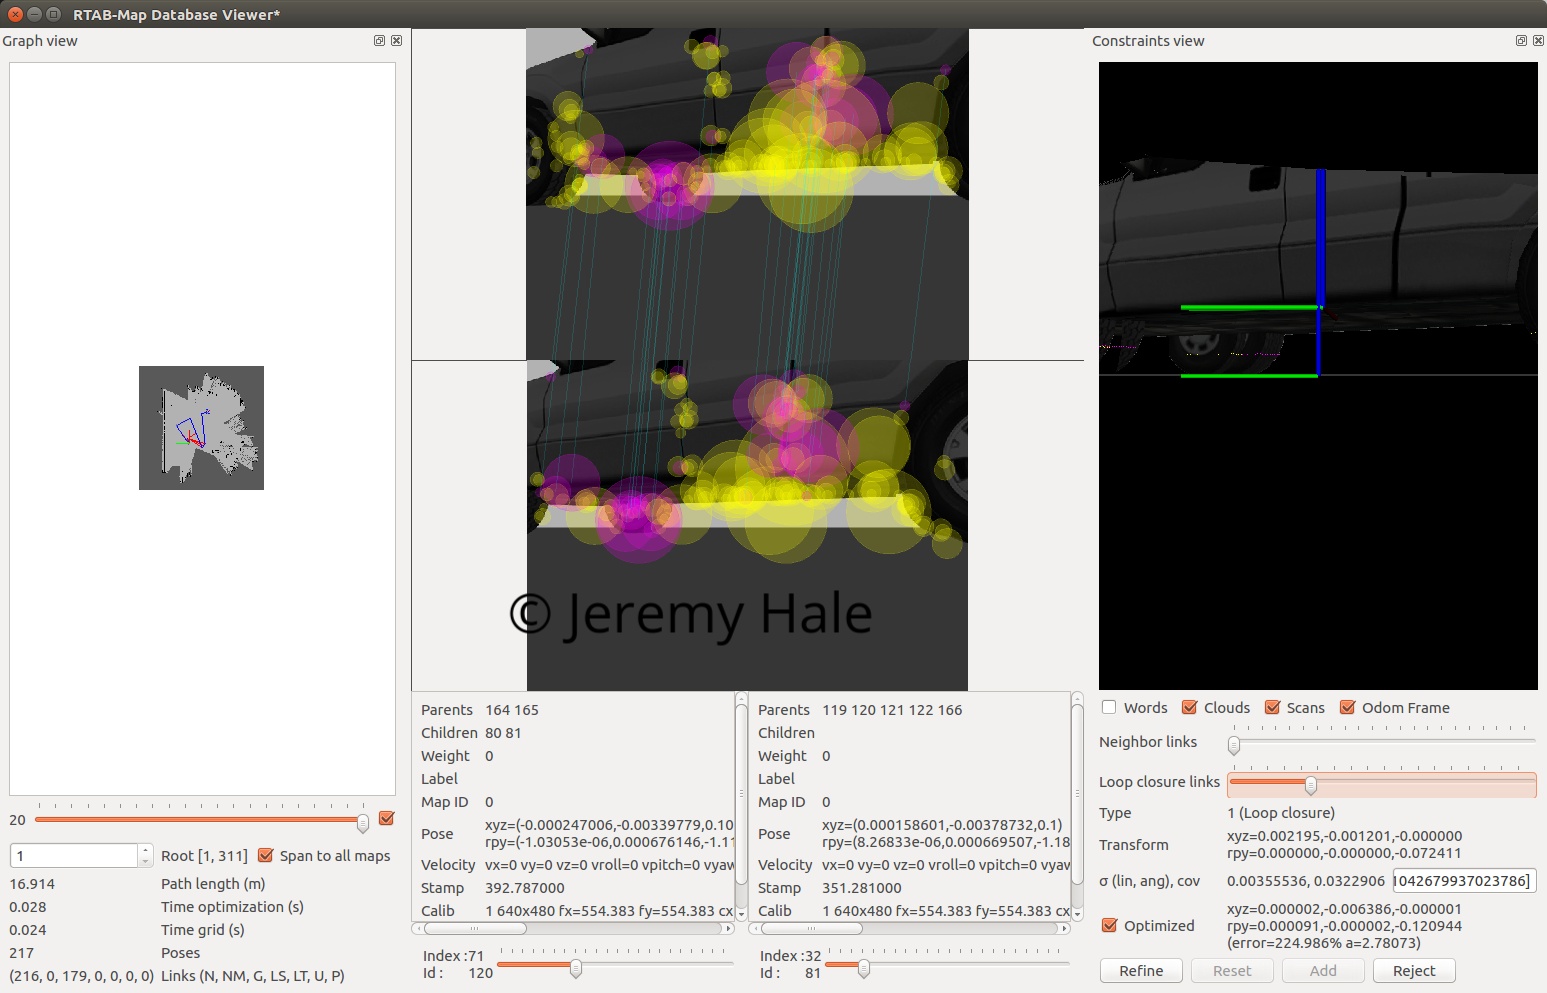 RTAB-Map Database Viewer*
Graph view
20
1
Root [1, 311]
Span to all maps
16.914 Path length (m)
0.028 Time optimization (s)
0.024 Time grid (s)
217 Poses
(216, 0, 179, 0, 0, 0, 0) Links (N, NM, G, LS, LT, U, P)
© Jeremy Hale
Parents 164 165
Children 80 81
Weight 0
Label
Map ID 0
Pose xyz=(-0.000247006,-0.00339779,0.10
rpy=(-1.03053e-06,0.000676146,-1.11
Velocity vx=0 vy=0 vz=0 vroll=0 vpitch=0 vyaw
Stamp 392.787000
Calib 1 640x480 fx=554.383 fy=554.383 cx
Index :71
Id : 120
Parents 119 120 121 122 166
Children
Weight 0
Label
Map ID 0
Pose xyz=(0.000158601,-0.00378732,0.1)
rpy=(8.26833e-06,0.000669507,-1.18
Velocity vx=0 vy=0 vz=0 vroll=0 vpitch=0 vyaw
Stamp 351.281000
Calib 1 640x480 fx=554.383 fy=554.383 cx
Index :32
Id : 81
Constraints view
Words Clouds Scans Odom Frame
Neighbor links
Loop closure links
Type 1 (Loop closure)
Transform xyz=0.002195,-0.001201,-0.000000
rpy=0.000000,-0.000000,-0.072411
σ (lin, ang), cov 0.00355536, 0.0322906 1042679937023786]
Optimized xyz=0.000002,-0.006386,-0.000001
rpy=0.000091,-0.000002,-0.120944
(error=224.986% a=2.78073)
Refine Reset Add Reject